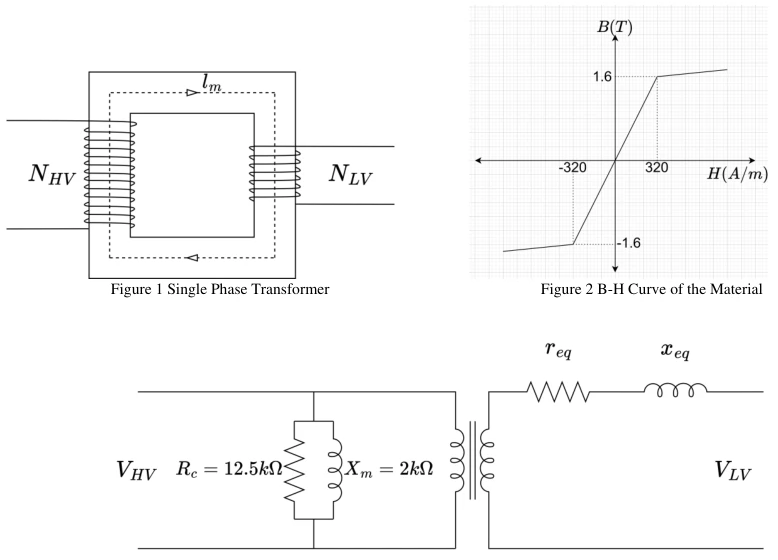 B(T)
l_m
1.6
N_HV
N_LV
-320
320
H(A/m)
-1.6
Figure 1 Single Phase Transformer
Figure 2 B-H Curve of the Material
r_eq
x_eq
V_HV
R_c = 12.5kΩ
X_m = 2kΩ
V_LV